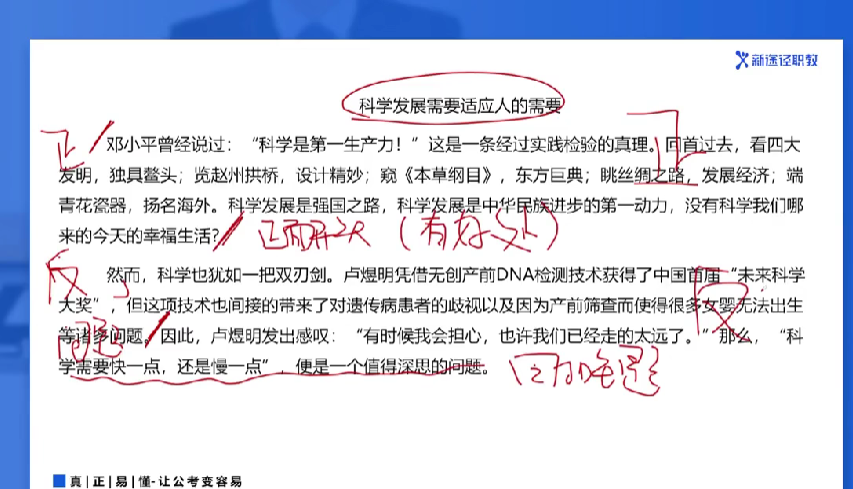 新途径职教
科学发展需要适应人的需要
正
邓小平曾经说过：“科学是第一生产力！”这是一条经过实践检验的真理。回首过去，看四大
正
发明，独具鳌头；览赵州拱桥，设计精妙；窥《本草纲目》，东方巨典；眺丝绸之路，发展经济；端
青花瓷器，扬名海外。科学发展是强国之路，科学发展是中华民族进步的第一动力，没有科学我们哪
来的今天的幸福生活？
正面开头（有好处）
反
然而，科学也犹如一把双刃剑。卢煜明凭借无创产前DNA检测技术获得了中国首届“未来科学
大奖”，但这项技术也间接的带来了对遗传病患者的歧视以及因为产前筛查而使得很多女婴无法出生
反
问题
等诸多问题。因此，卢煜明发出感叹：“有时候我会担心，也许我们已经走的太远了。”那么，“科
学需要快一点，还是慢一点”，便是一个值得深思的问题。
真|正|易|懂-让公考变容易